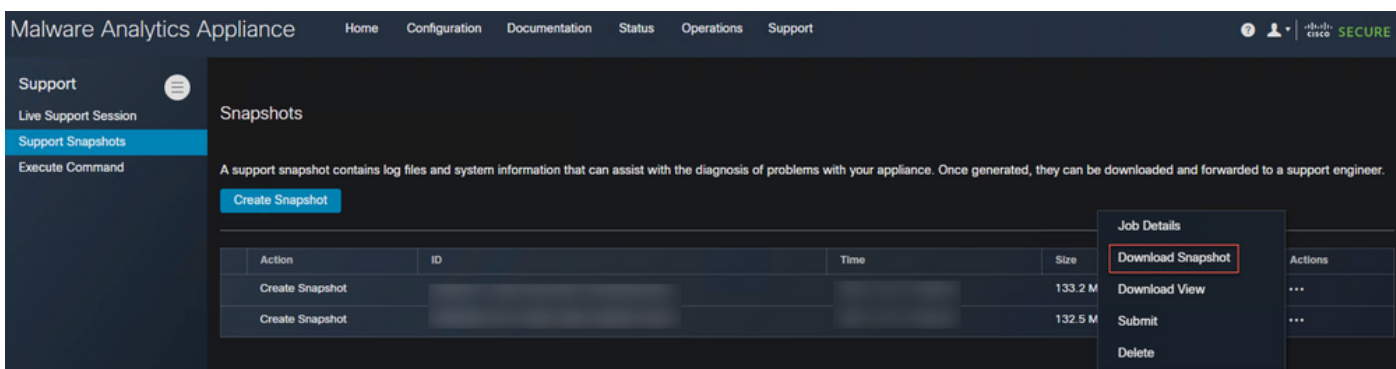 Malware Analytics Appliance Home Configuration Documentation Status Operations Support ? cisco SECURE
Support
Live Support Session
Support Snapshots
Execute Command
Snapshots
A support snapshot contains log files and system information that can assist with the diagnosis of problems with your appliance. Once generated, they can be downloaded and forwarded to a support engineer.
Create Snapshot
Action ID Time Size Actions
Create Snapshot 133.2 M ...
Create Snapshot 132.5 M ...
Job Details
Download Snapshot
Download View
Submit
Delete